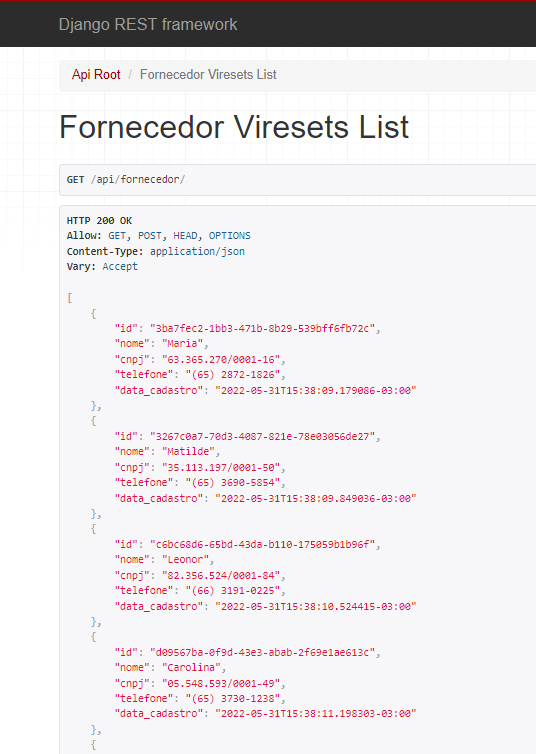 Django REST framework
Api Root / Fornecedor Viresets List
Fornecedor Viresets List
GET /api/fornecedor/
HTTP 200 OK
Allow: GET, POST, HEAD, OPTIONS
Content-Type: application/json
Vary: Accept
[
    {
        "id": "3ba7fec2-1bb3-471b-8b29-539bff6fb72c",
        "nome": "Maria",
        "cnpj": "63.365.270/0001-16",
        "telefone": "(65) 2872-1826",
        "data_cadastro": "2022-05-31T15:38:09.179086-03:00"
    },
    {
        "id": "3267c0a7-70d3-4087-821e-78e03056de27",
        "nome": "Matilde",
        "cnpj": "35.113.197/0001-50",
        "telefone": "(65) 3690-5854",
        "data_cadastro": "2022-05-31T15:38:09.849036-03:00"
    },
    {
        "id": "c6bc68d6-65bd-43da-b110-175059b1b96f",
        "nome": "Leonor",
        "cnpj": "82.356.524/0001-84",
        "telefone": "(66) 3191-0225",
        "data_cadastro": "2022-05-31T15:38:10.524415-03:00"
    },
    {
        "id": "d09567ba-0f9d-43e3-abab-2f69e1ae613c",
        "nome": "Carolina",
        "cnpj": "05.548.593/0001-49",
        "telefone": "(65) 3730-1238",
        "data_cadastro": "2022-05-31T15:38:11.198303-03:00"
    },
    {